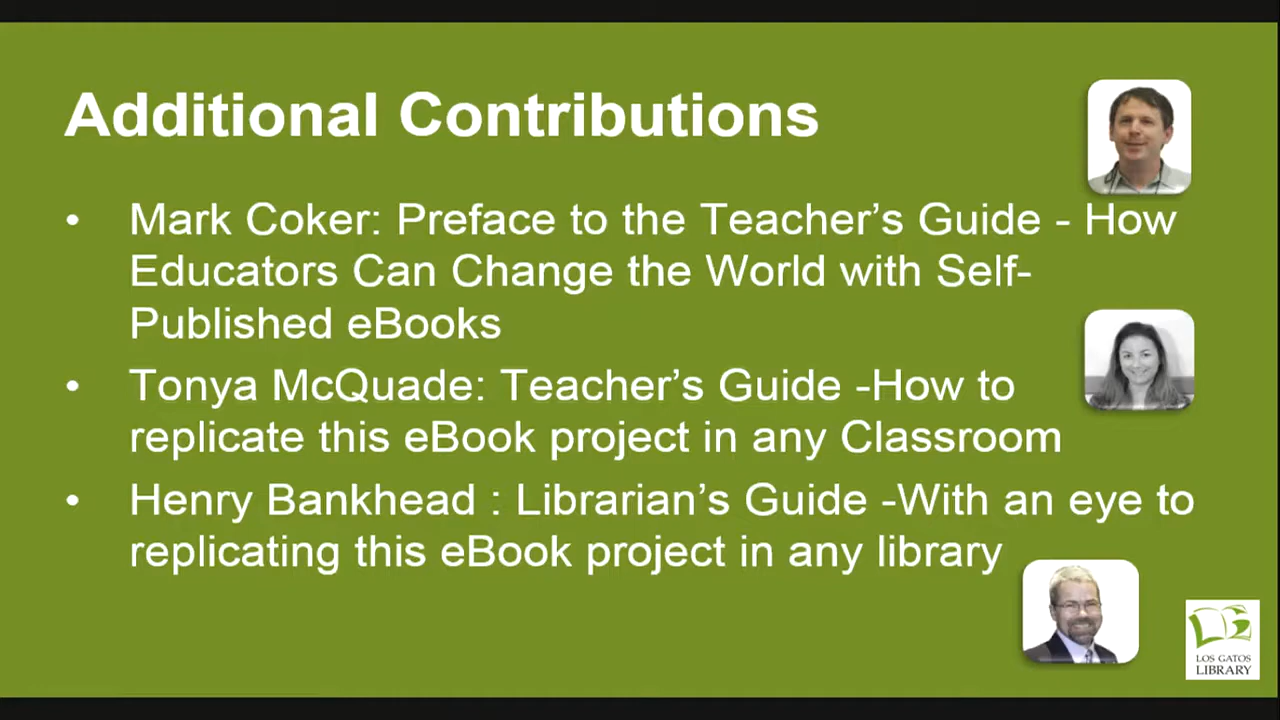 Additional Contributions
• Mark Coker: Preface to the Teacher’s Guide - How
Educators Can Change the World with Self-
Published eBooks
• Tonya McQuade: Teacher’s Guide -How to
replicate this eBook project in any Classroom
• Henry Bankhead : Librarian’s Guide -With an eye to
replicating this eBook project in any library
LOS GATOS
LIBRARY